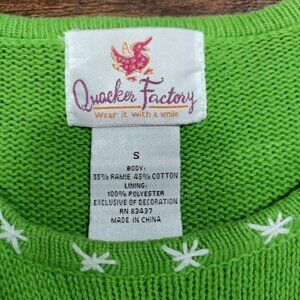 Quacker Factory
Wear it with a smile
S
BODY:
55% RAMIE 45% COTTON
LINING:
100% POLYESTER
EXCLUSIVE OF DECORATION
RN 83437
MADE IN CHINA